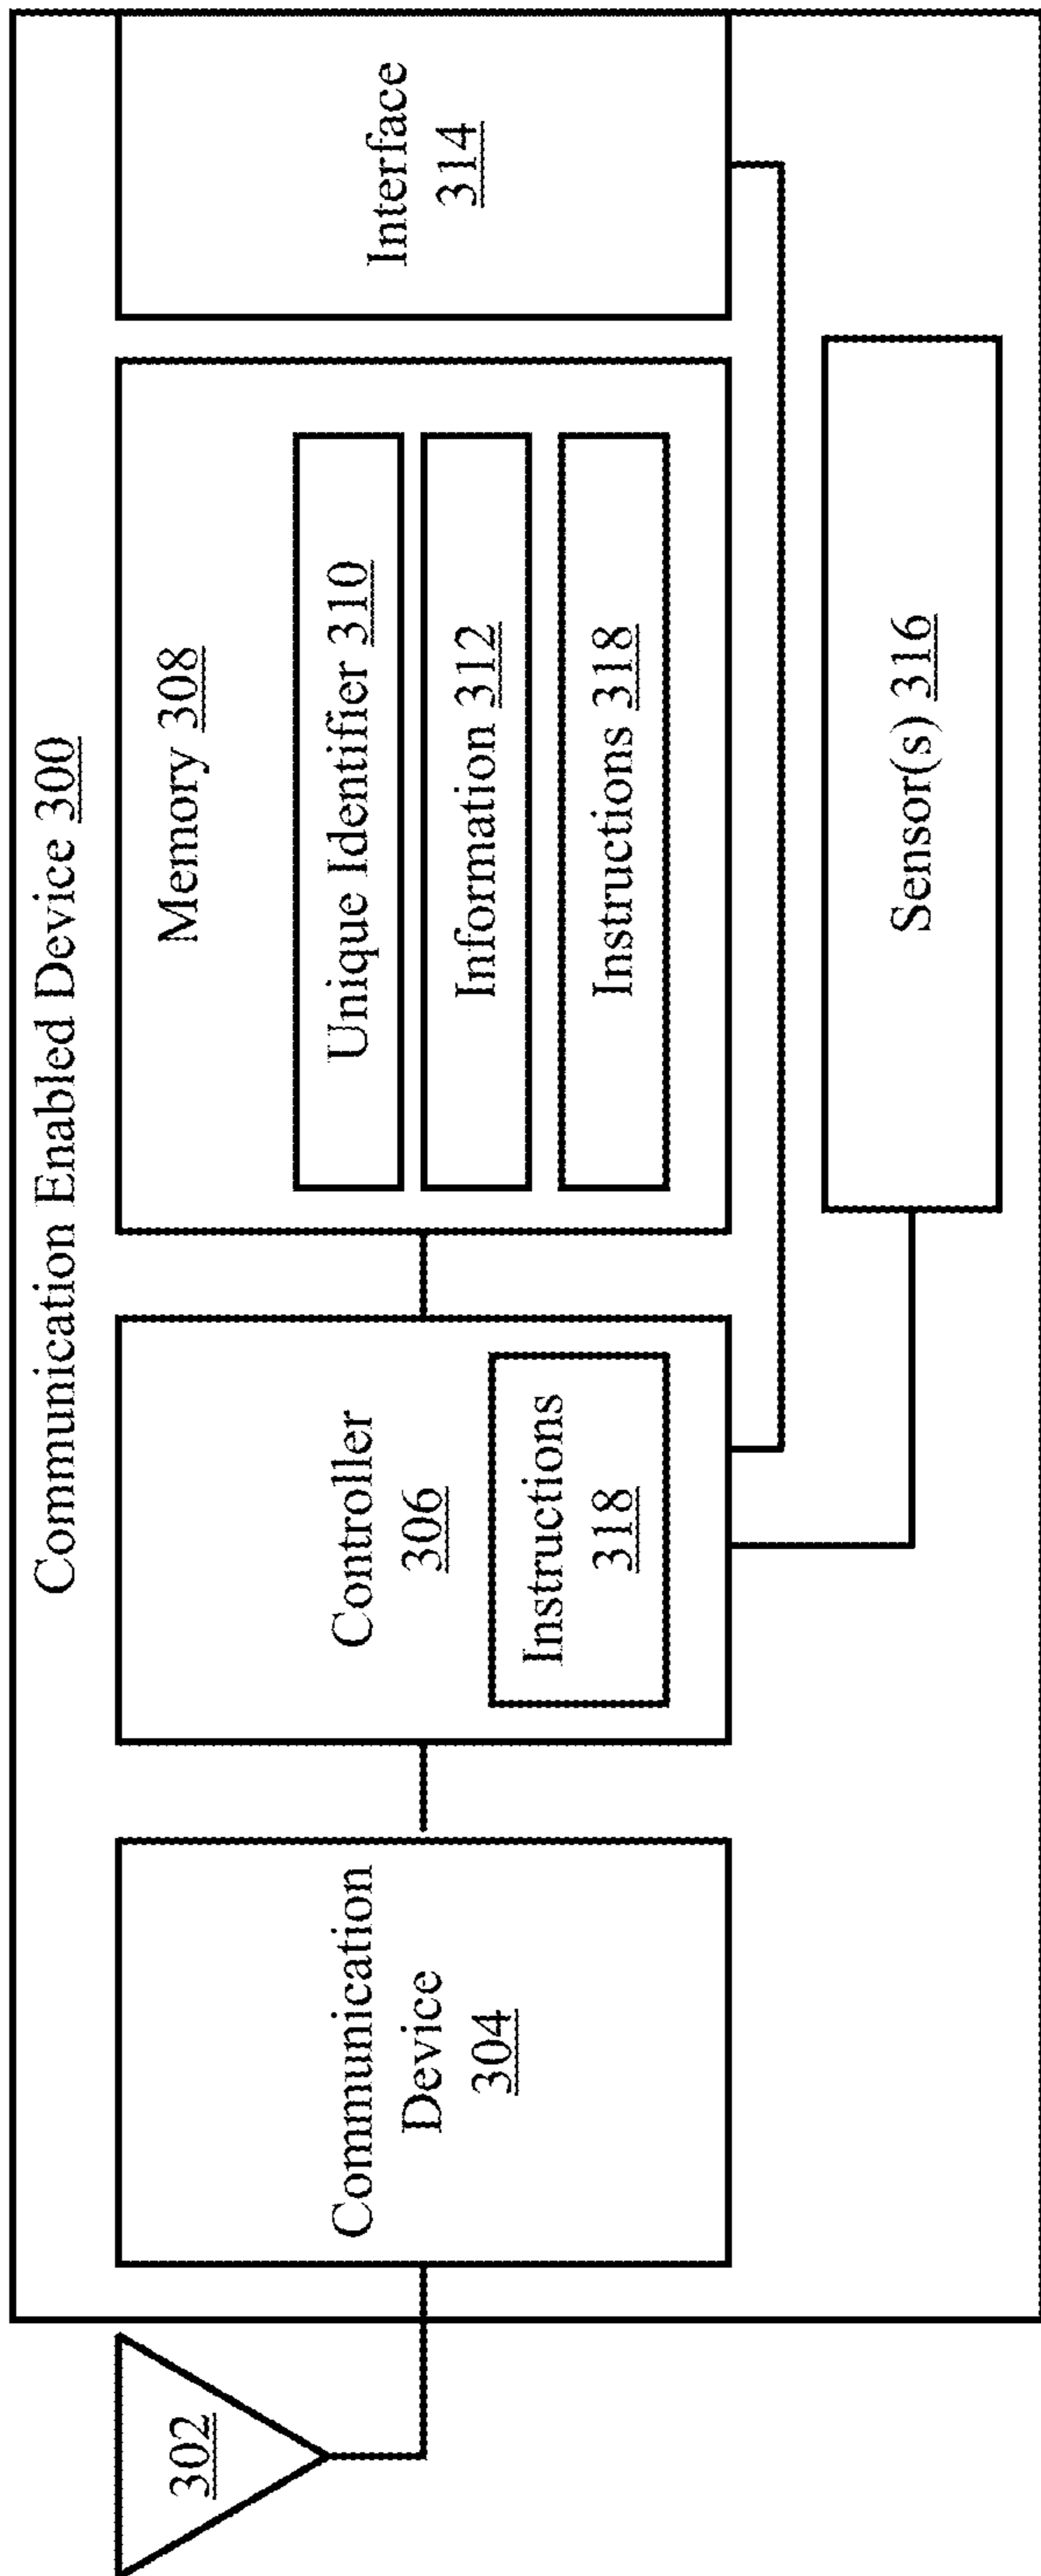 Communication Enabled Device 300
302
Communication
Device
304
Controller
306
Instructions
318
Memory 308
Unique Identifier 310
Information 312
Instructions 318
Interface
314
Sensor(s) 316